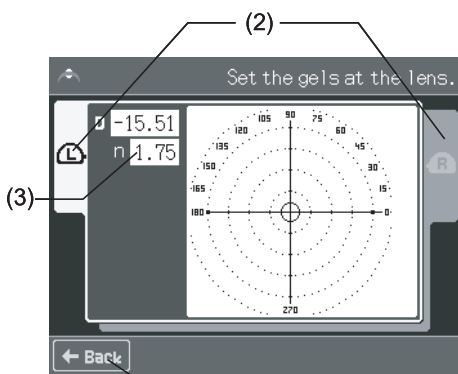 (2)
Set the gels at the lens.
D -15.51
n 1.75
L
R
(3)
105 90 75
120 60
135 45
150 30
165 15
180 0
270
← Back